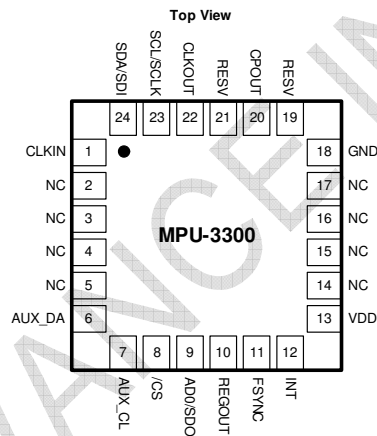 Top View
SDA/SDI
SCL/SCLK
CLKOUT
RESV
CPOUT
RESV
24 23 22 21 20 19
CLKIN 1 18 GND
NC 2 17 NC
NC 3 16 NC
MPU-3300
NC 4 15 NC
NC 5 14 NC
AUX_DA 6 13 VDD
7 8 9 10 11 12
AUX_CL
/CS
AD0/SDO
REGOUT
FSYNC
INT